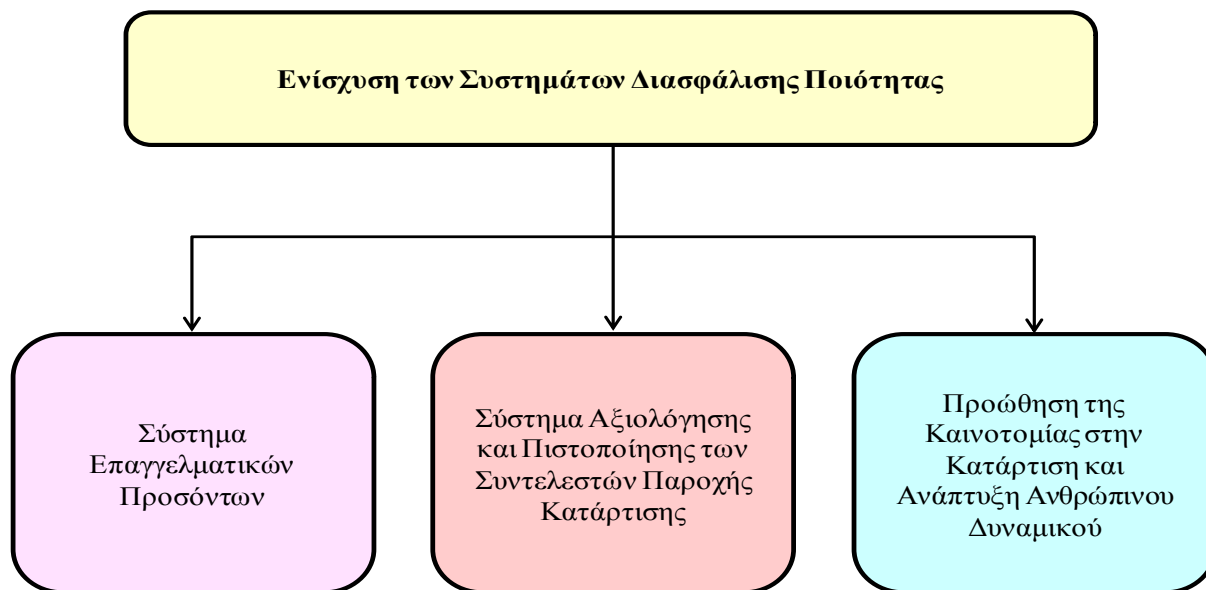 Ενίσχυση των Συστημάτων Διασφάλισης Ποιότητας
Σύστημα
Επαγγελματικών
Προσόντων
Σύστημα Αξιολόγησης
και Πιστοποίησης των
Συντελεστών Παροχής
Κατάρτισης
Προώθηση της
Καινοτομίας στην
Κατάρτιση και
Ανάπτυξη Ανθρώπινου
Δυναμικού